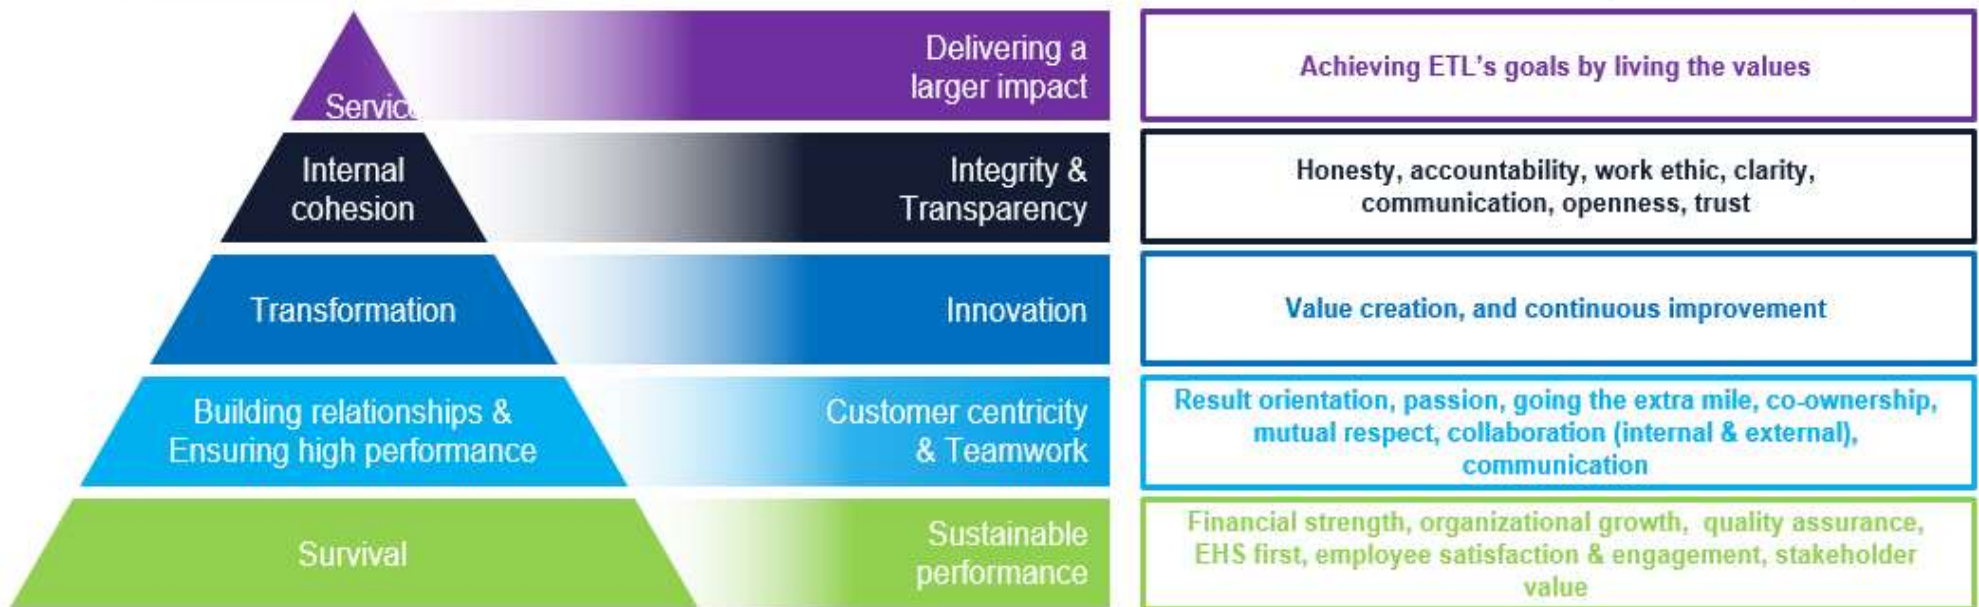 Service
Delivering a
larger impact
Achieving ETL's goals by living the values
Internal
cohesion
Integrity &
Transparency
Honesty, accountability, work ethic, clarity,
communication, openness, trust
Transformation
Innovation
Value creation, and continuous improvement
Building relationships &
Ensuring high performance
Customer centricity
& Teamwork
Result orientation, passion, going the extra mile, co-ownership,
mutual respect, collaboration (internal & external),
communication
Survival
Sustainable
performance
Financial strength, organizational growth, quality assurance,
EHS first, employee satisfaction & engagement, stakeholder
value